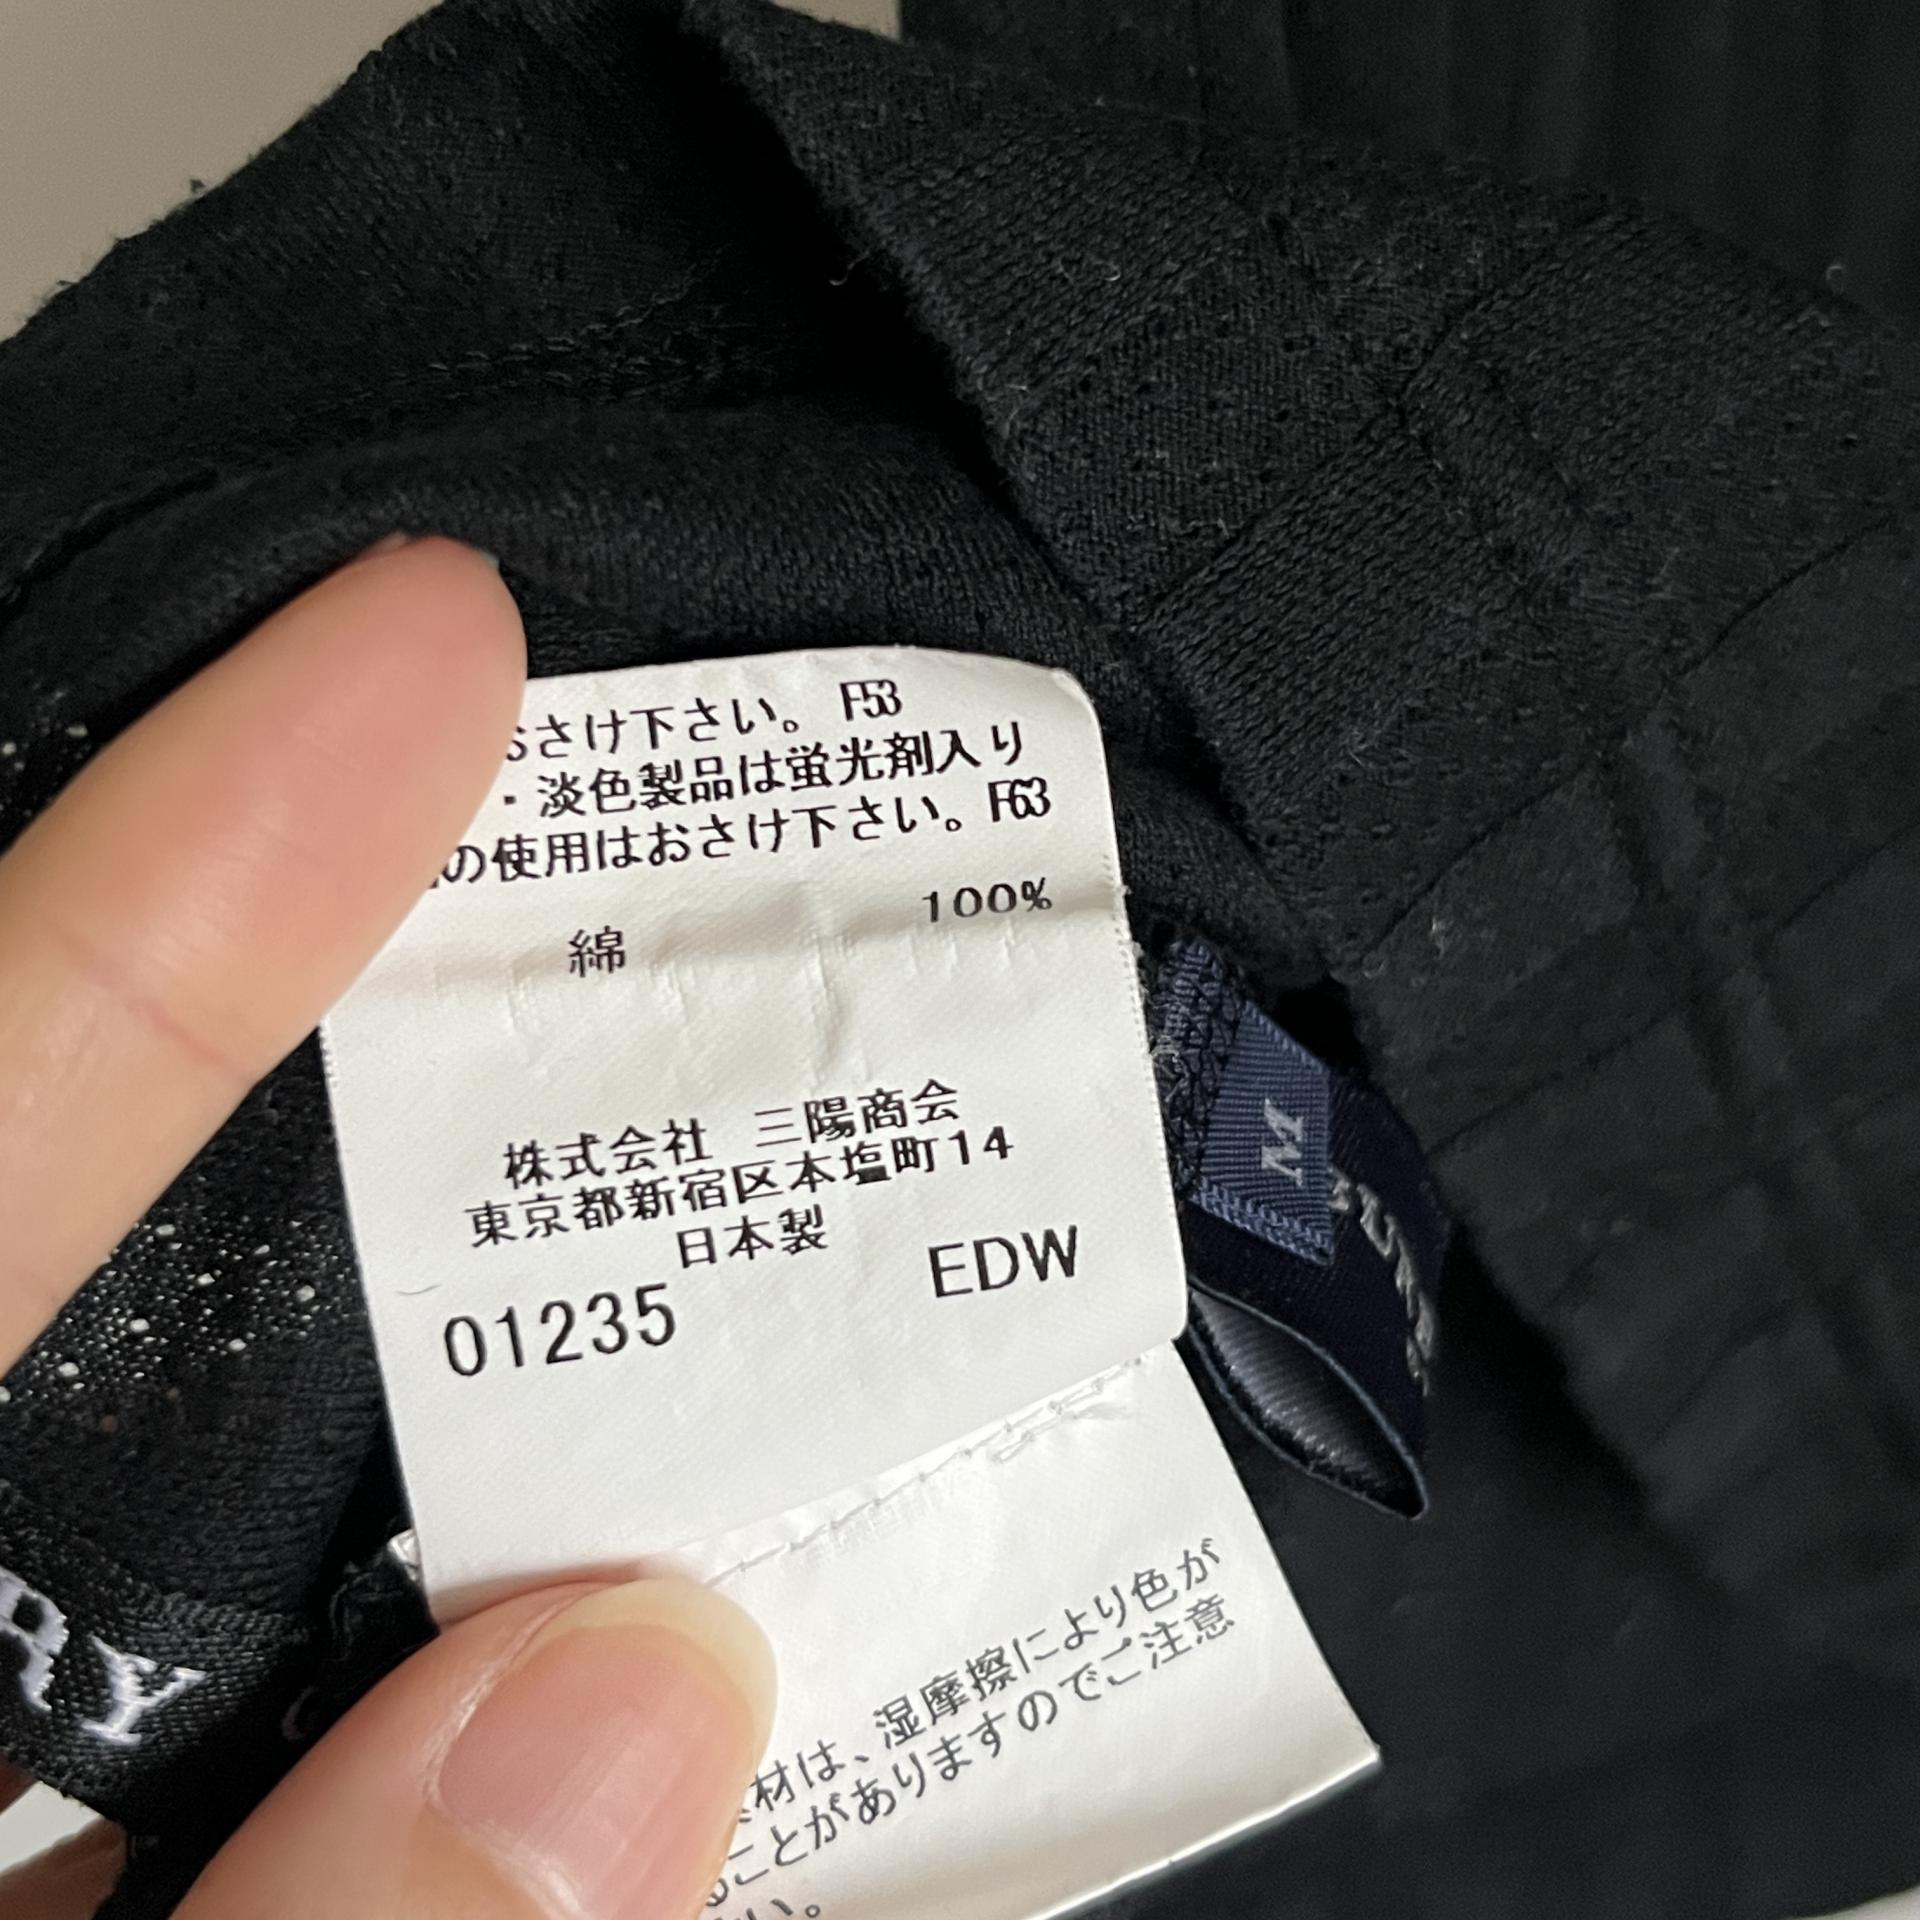 おさけ下さい。 F53
・淡色製品は蛍光剤入り
の使用はおさけ下さい。F63
綿 100%
株式会社 三陽商会
東京都新宿区本塩町14
日本製
01235 EDW
M
RY
材は、湿摩擦により色が
ことがありますのでご注意
い。